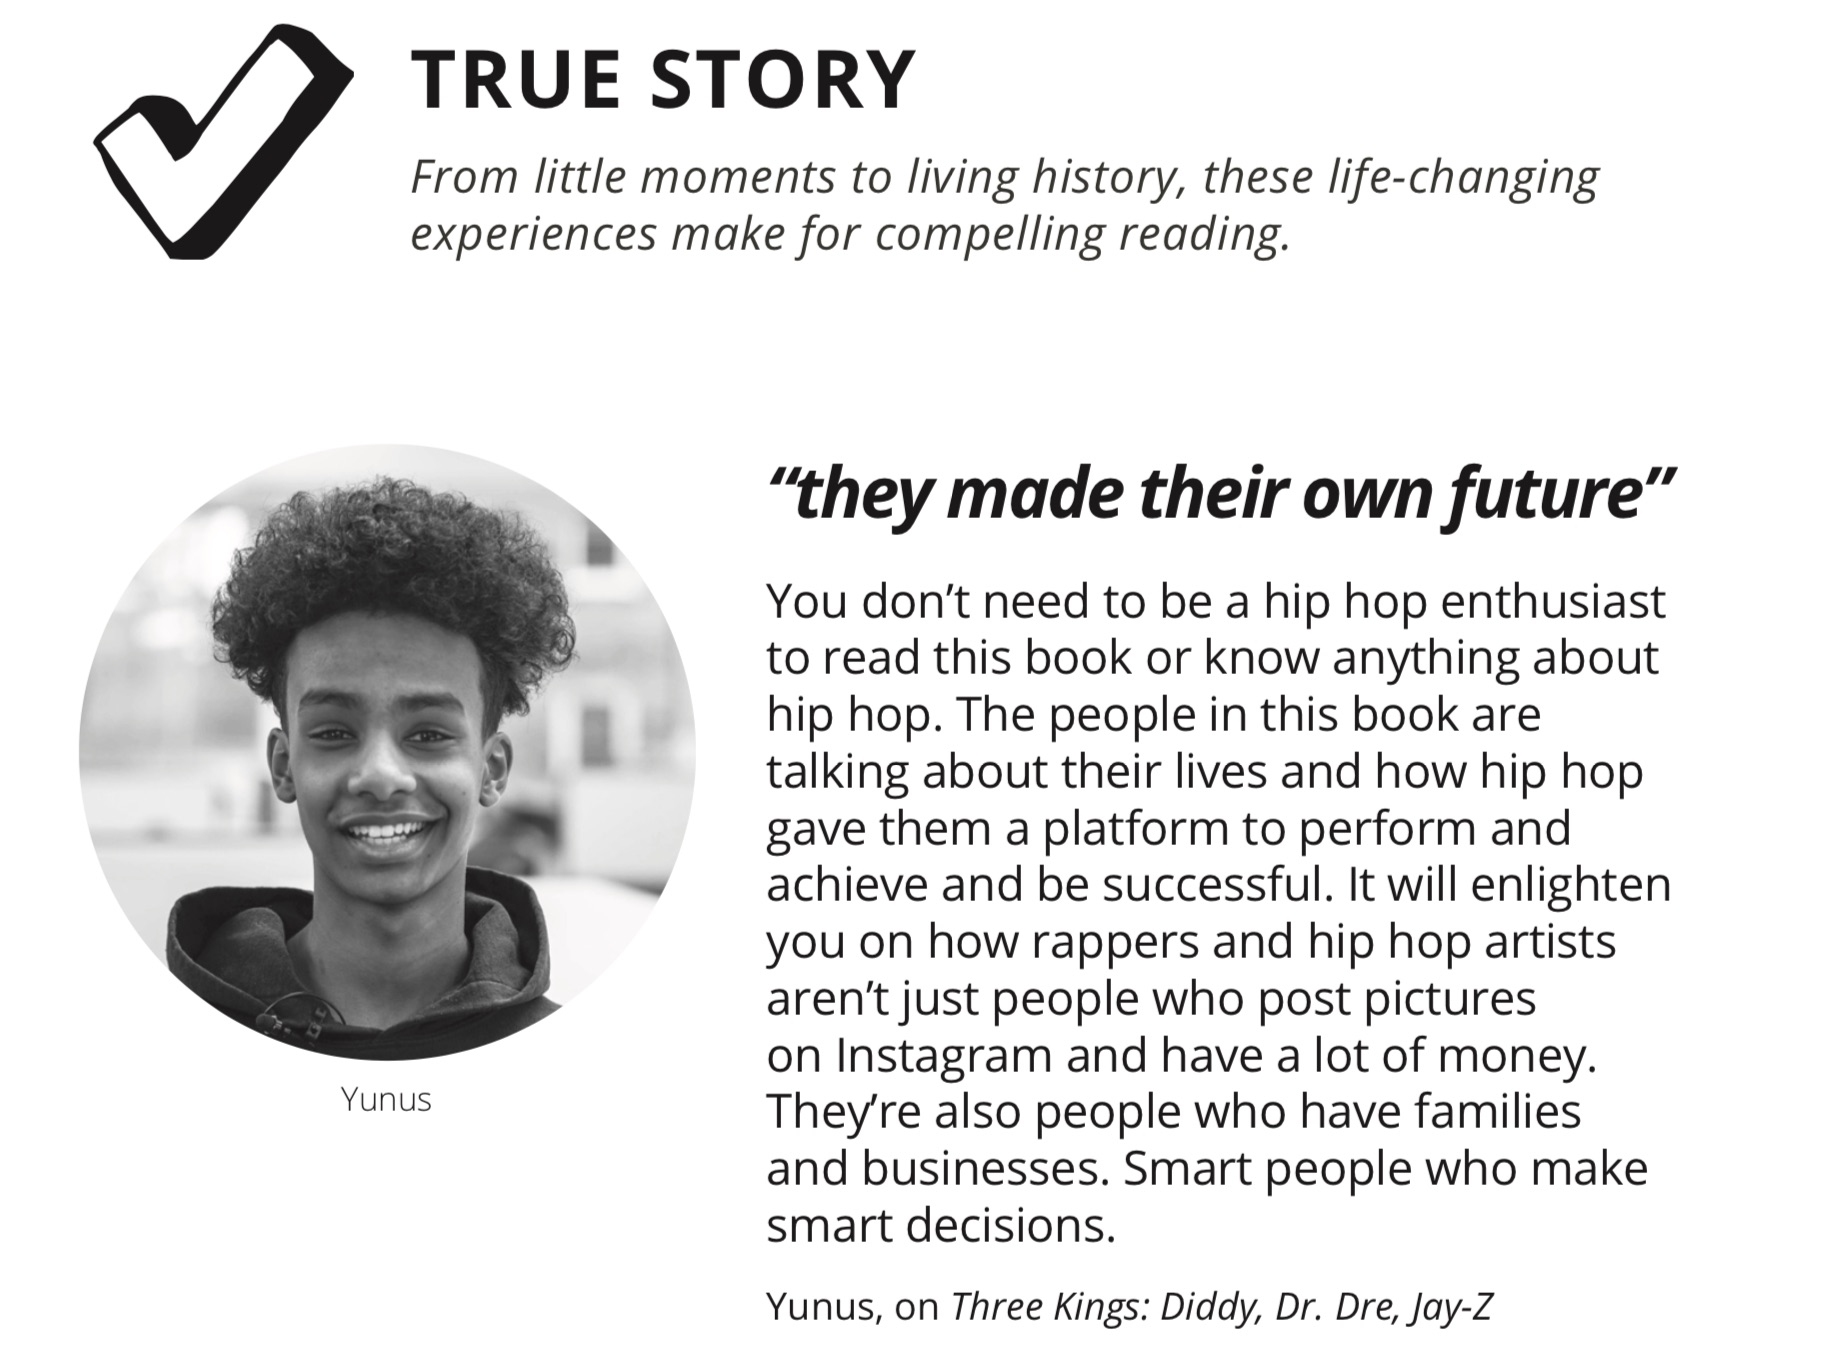 TRUE STORY
From little moments to living history, these life-changing
experiences make for compelling reading.
“they made their own future”
You don’t need to be a hip hop enthusiast
to read this book or know anything about
hip hop. The people in this book are
talking about their lives and how hip hop
gave them a platform to perform and
achieve and be successful. It will enlighten
you on how rappers and hip hop artists
aren’t just people who post pictures
on Instagram and have a lot of money.
They’re also people who have families
and businesses. Smart people who make
smart decisions.
Yunus, on Three Kings: Diddy, Dr. Dre, Jay-Z
Yunus